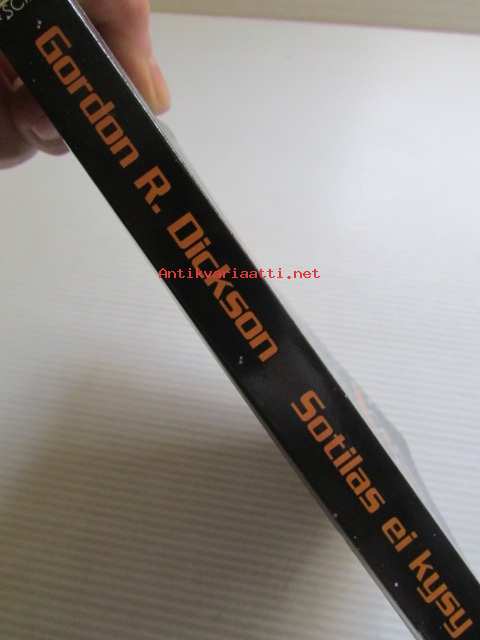 Gordon R. Dickson Sotilas ei kysy
Antikvariaatti.net